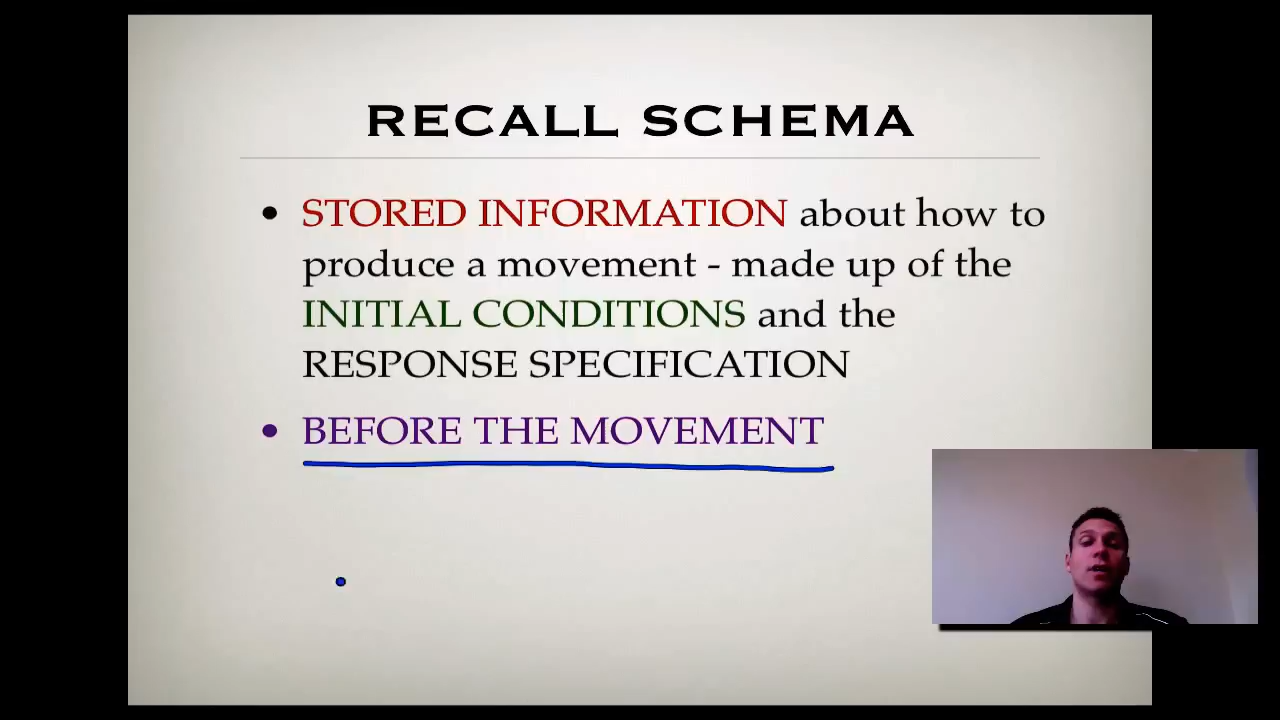 RECALL SCHEMA
• STORED INFORMATION about how to
produce a movement - made up of the
INITIAL CONDITIONS and the
RESPONSE SPECIFICATION
• BEFORE THE MOVEMENT